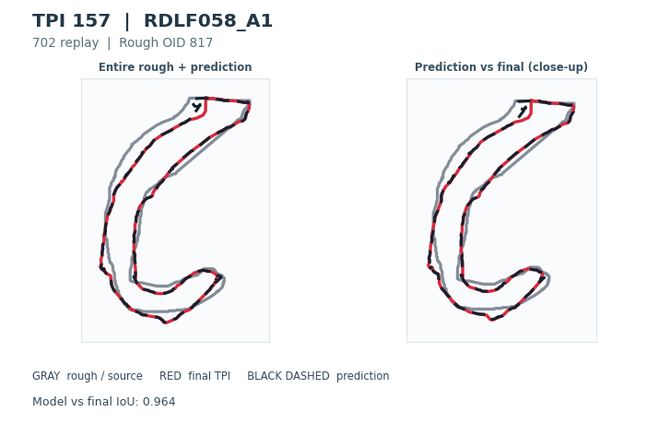 TPI 157 | RDLF058_A1
702 replay | Rough OID 817
Entire rough + prediction
Prediction vs final (close-up)
GRAY rough / source RED final TPI BLACK DASHED prediction
Model vs final IoU: 0.964